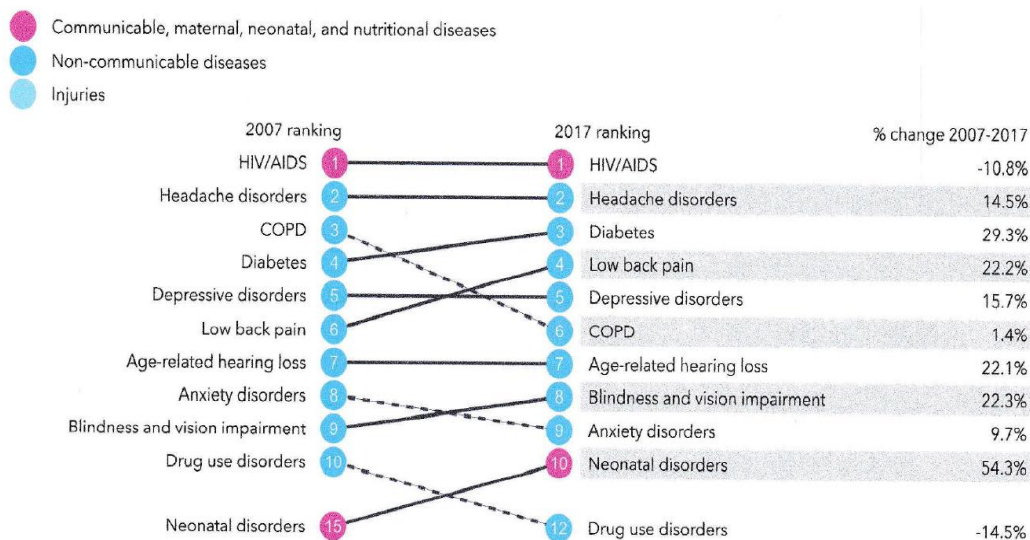 Communicable, maternal, neonatal, and nutritional diseases
Non-communicable diseases
Injuries
2007 ranking 2017 ranking % change 2007-2017
HIV/AIDS 1 1 HIV/AIDS -10.8%
Headache disorders 2 2 Headache disorders 14.5%
COPD 3 3 Diabetes 29.3%
Diabetes 4 4 Low back pain 22.2%
Depressive disorders 5 5 Depressive disorders 15.7%
Low back pain 6 6 COPD 1.4%
Age-related hearing loss 7 7 Age-related hearing loss 22.1%
Anxiety disorders 8 8 Blindness and vision impairment 22.3%
Blindness and vision impairment 9 9 Anxiety disorders 9.7%
Drug use disorders 10 10 Neonatal disorders 54.3%
Neonatal disorders 15 12 Drug use disorders -14.5%